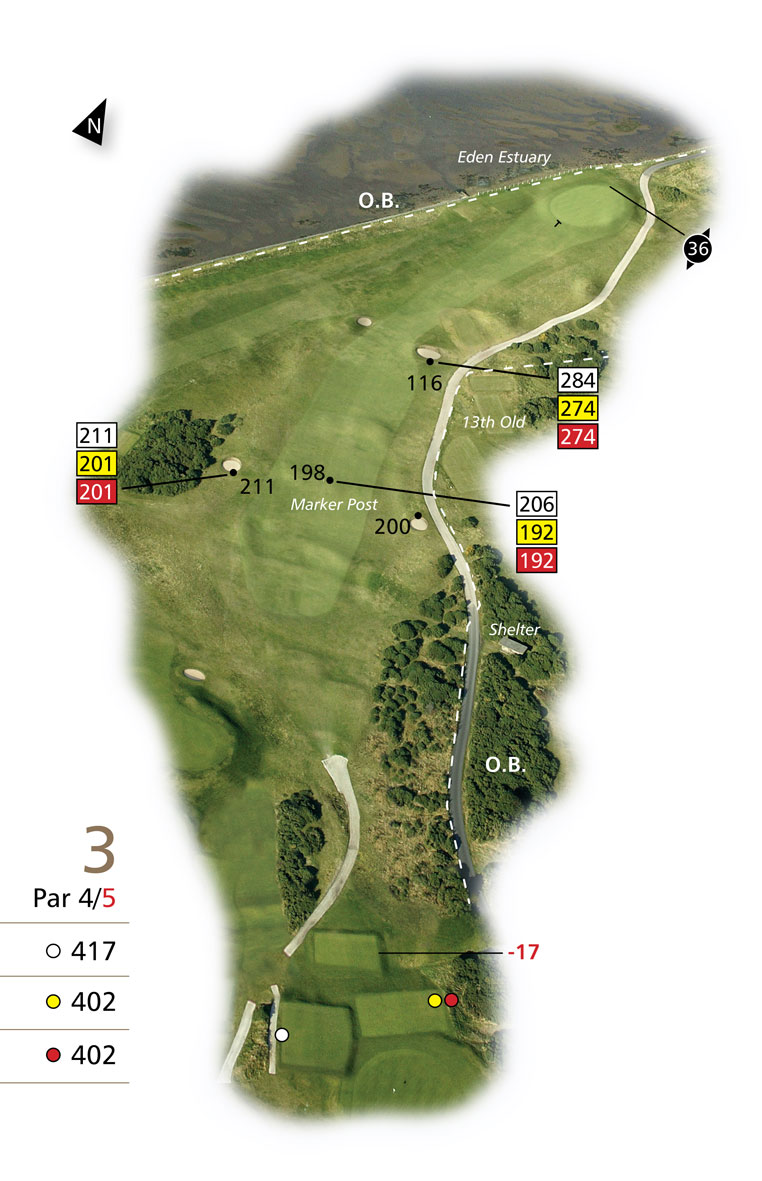 N
Eden Estuary
O.B.
36
116
284
274
274
13th Old
211
201
201
211
198
Marker Post
200
206
192
192
Shelter
O.B.
3
Par 4/5
417
-17
402
402